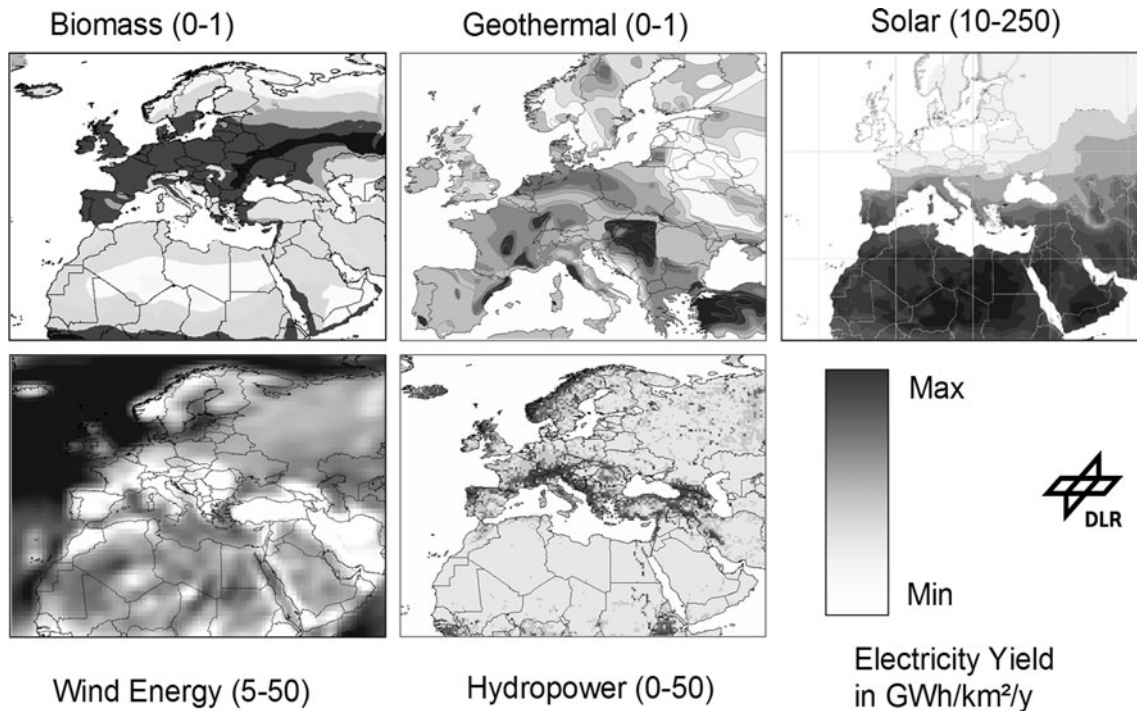 Biomass (0-1)
Geothermal (0-1)
Solar (10-250)
Max
Min
DLR
Wind Energy (5-50)
Hydropower (0-50)
Electricity Yield
in GWh/km²/y